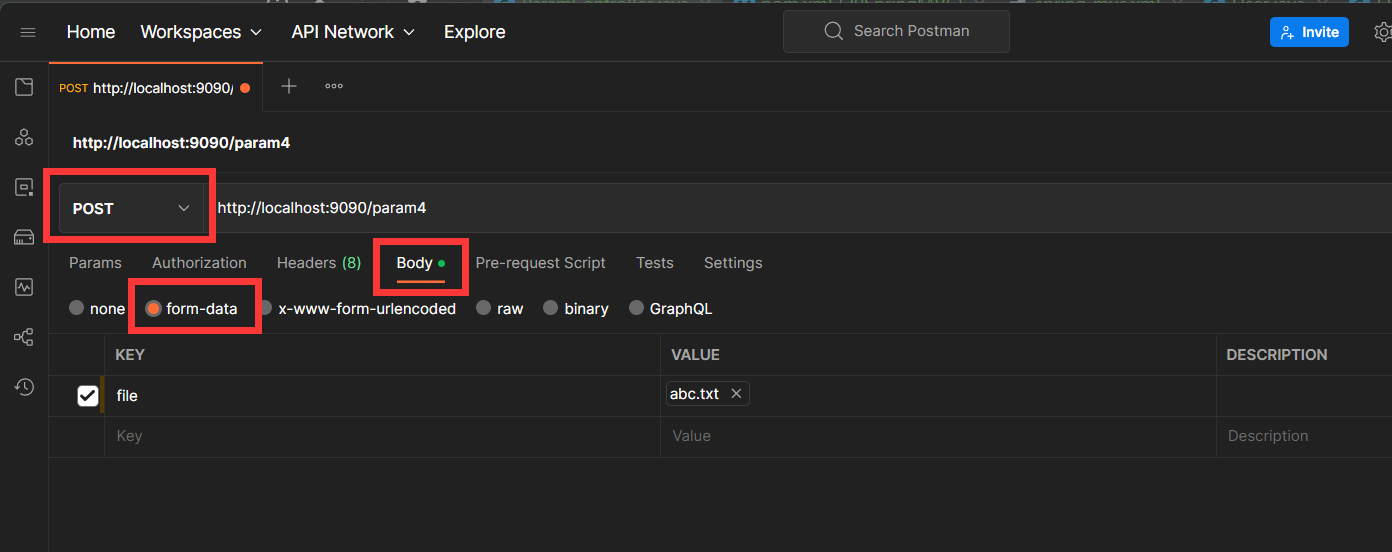 Home Workspaces API Network Explore Search Postman Invite
POST http://localhost:9090/
http://localhost:9090/param4
POST http://localhost:9090/param4
Params Authorization Headers (8) Body Pre-request Script Tests Settings
none form-data x-www-form-urlencoded raw binary GraphQL
KEY VALUE DESCRIPTION
file abc.txt
Key Value Description